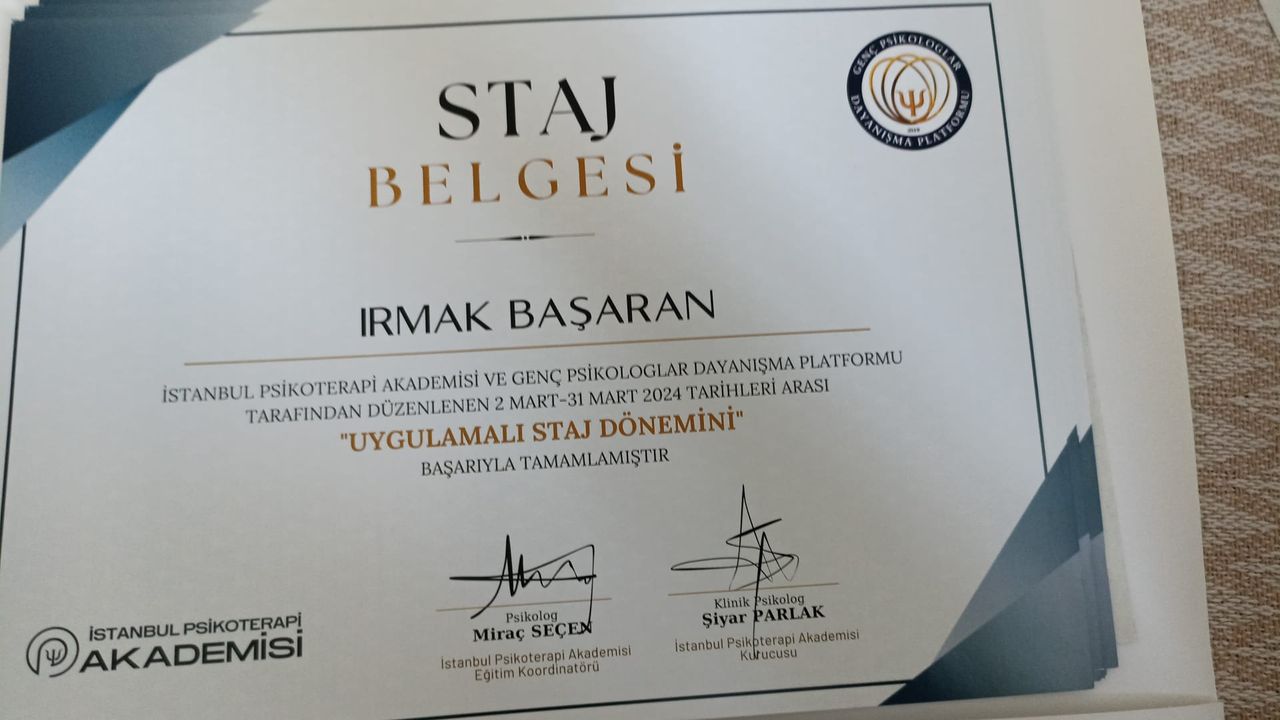 GENÇ PSİKOLOGLAR
DAYANIŞMA PLATFORMU
2019
STAJ
BELGESİ
IRMAK BAŞARAN
İSTANBUL PSİKOTERAPİ AKADEMİSİ VE GENÇ PSİKOLOGLAR DAYANIŞMA PLATFORMU
TARAFINDAN DÜZENLENEN 2 MART-31 MART 2024 TARİHLERİ ARASI
"UYGULAMALI STAJ DÖNEMİNİ"
BAŞARIYLA TAMAMLAMIŞTIR
Psikolog
Miraç SEÇEN
İstanbul Psikoterapi Akademisi
Eğitim Koordinatörü
Klinik Psikolog
Şiyar PARLAK
İstanbul Psikoterapi Akademisi
Kurucusu
İSTANBUL PSİKOTERAPİ
AKADEMİSİ